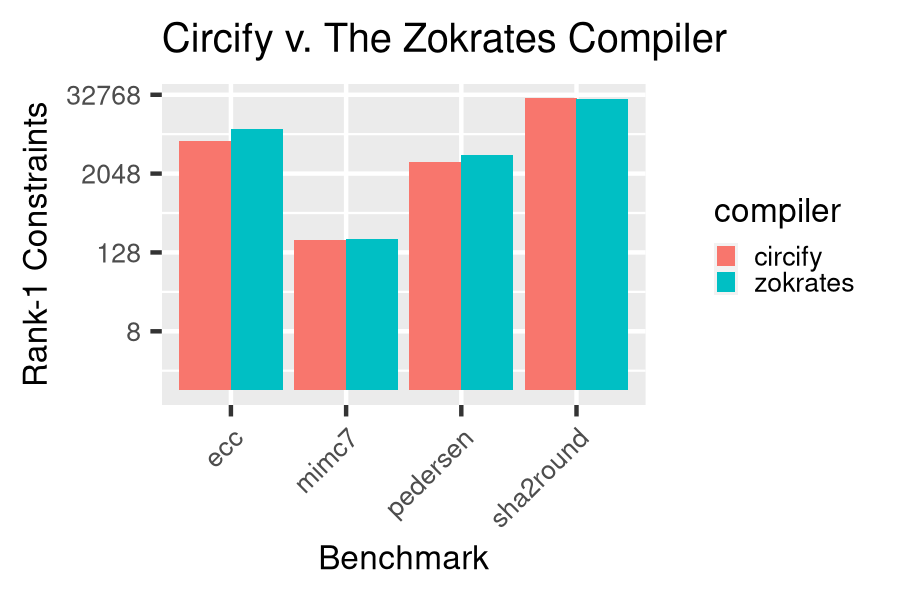 Circify v. The Zokrates Compiler
Rank-1 Constraints
32768
2048
128
8
ecc
mimc7
pedersen
sha2round
Benchmark
compiler
circify
zokrates